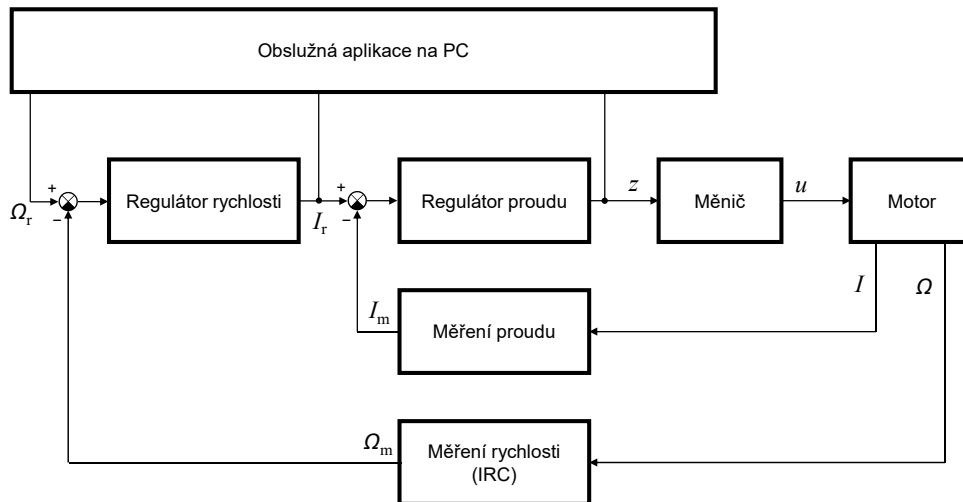 Obslužná aplikace na PC
+
Ω_r
−
Regulátor rychlosti
I_r
+
−
Regulátor proudu
z
Měnič
u
Motor
I
Ω
I_m
Měření proudu
Ω_m
Měření rychlosti
(IRC)